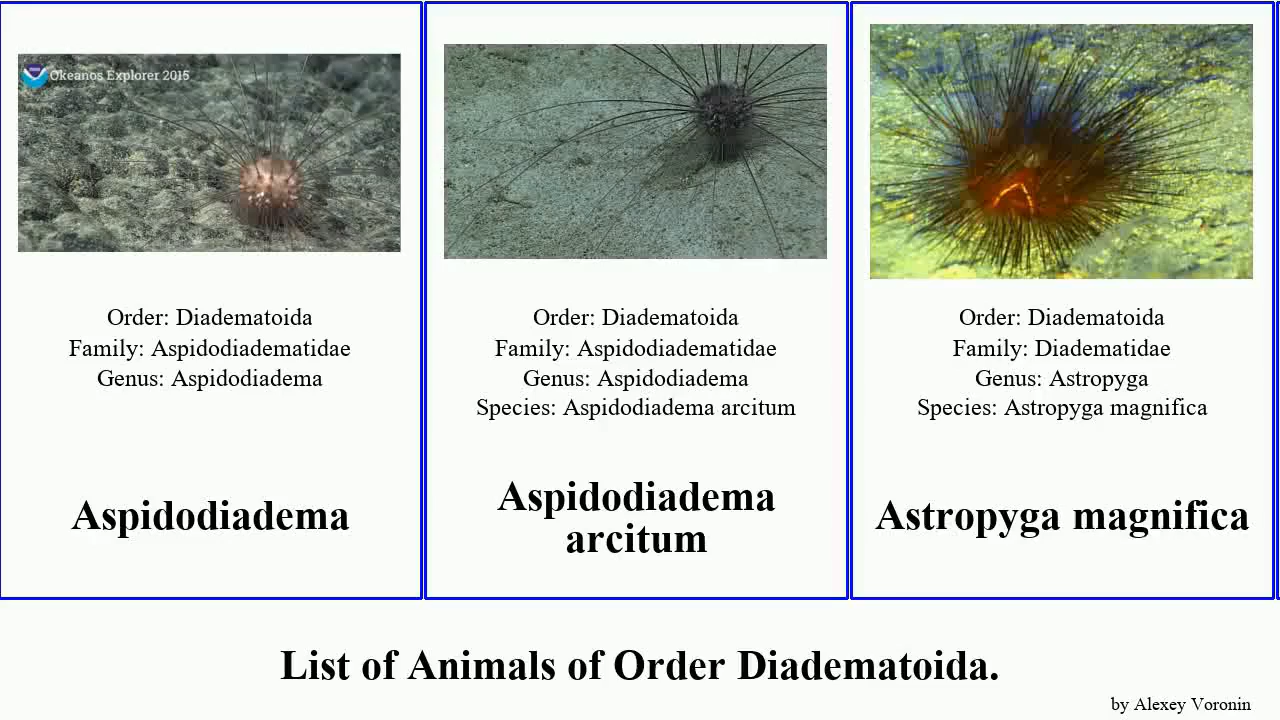 Okeanos Explorer 2015
Order: Diadematoida
Family: Aspidodiadematidae
Genus: Aspidodiadema
Aspidodiadema
Order: Diadematoida
Family: Aspidodiadematidae
Genus: Aspidodiadema
Species: Aspidodiadema arcitum
Aspidodiadema
arcitum
Order: Diadematoida
Family: Diadematidae
Genus: Astropyga
Species: Astropyga magnifica
Astropyga magnifica
List of Animals of Order Diadematoida.
by Alexey Voronin